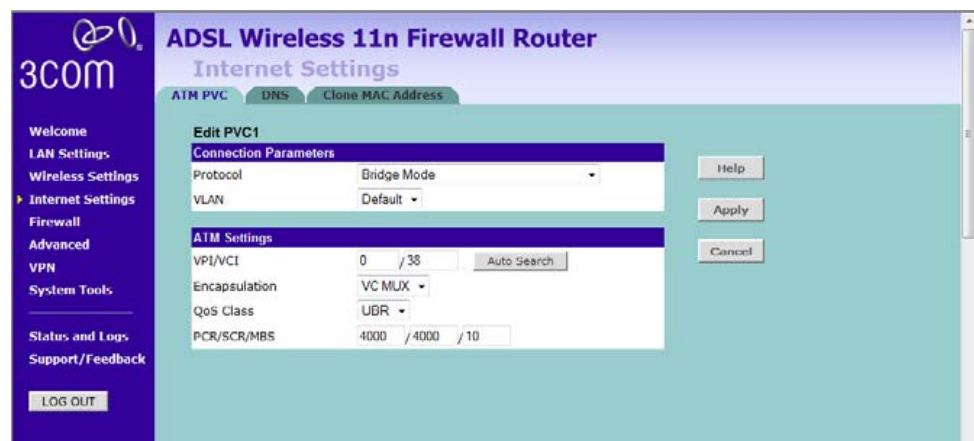 3com
ADSL Wireless 11n Firewall Router
Internet Settings
ATM PVC DNS Clone MAC Address
Welcome
LAN Settings
Wireless Settings
Internet Settings
Firewall
Advanced
VPN
System Tools
Status and Logs
Support/Feedback
LOG OUT
Edit PVC1
Connection Parameters
Protocol Bridge Mode
VLAN Default
ATM Settings
VPI/VCI 0 / 38 Auto Search
Encapsulation VC MUX
QoS Class UBR
PCR/SCR/MBS 4000 / 4000 / 10
Help
Apply
Cancel